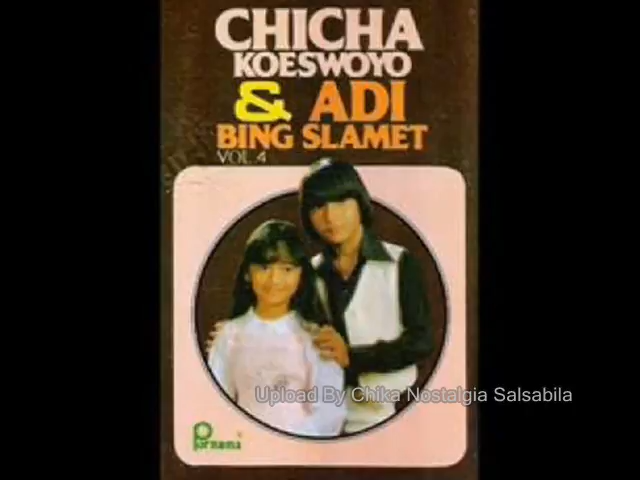 CHICHA
KOESWOYO
& ADI
BING SLAMET
VOL. 4
Upload By Chika Nostalgia Salsabila
Purnama